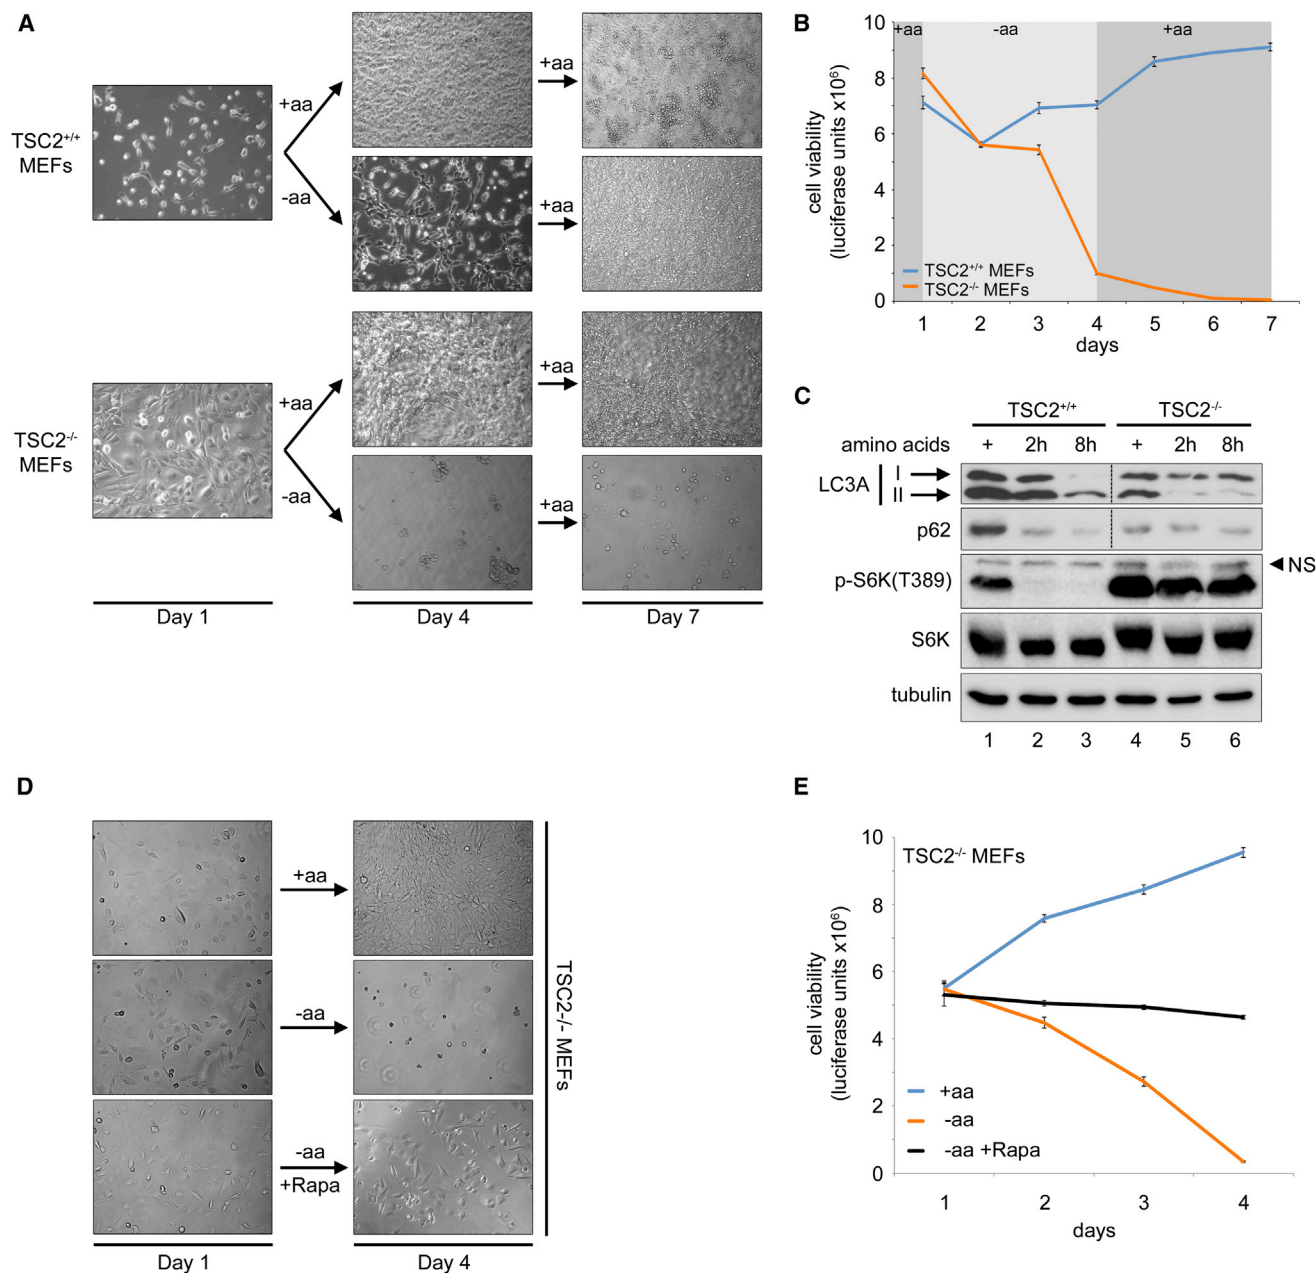 A
TSC2+/+
MEFs
+aa
-aa
+aa
+aa
TSC2-/-
MEFs
+aa
-aa
+aa
+aa
Day 1
Day 4
Day 7
B
cell viability
(luciferase units x10⁶)
10
8
6
4
2
0
+aa
-aa
+aa
TSC2+/+ MEFs
TSC2-/- MEFs
1 2 3 4 5 6 7
days
C
TSC2+/+ TSC2-/-
amino acids + 2h 8h + 2h 8h
LC3A
I
II
p62
p-S6K(T389)
NS
S6K
tubulin
1 2 3 4 5 6
D
+aa
-aa
-aa
+Rapa
TSC2-/- MEFs
Day 1
Day 4
E
cell viability
(luciferase units x10⁶)
10
8
6
4
2
0
TSC2-/- MEFs
+aa
-aa
-aa +Rapa
1 2 3 4
days